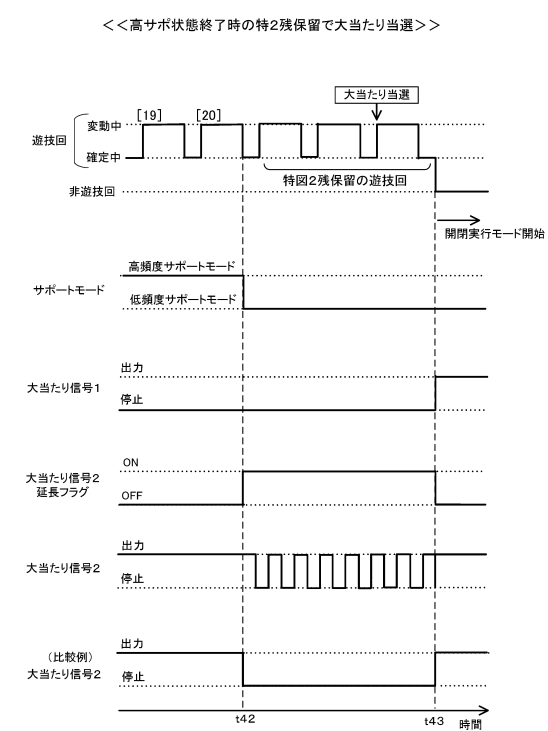 ＜＜高サポ状態終了時の特２残保留で大当たり当選＞＞
大当たり当選
[19]
[20]
遊技回
変動中
確定中
特図２残保留の遊技回
非遊技回
開閉実行モード開始
高頻度サポートモード
サポートモード
低頻度サポートモード
出力
大当たり信号１
停止
ON
大当たり信号２
延長フラグ
OFF
出力
大当たり信号２
停止
出力
（比較例）
大当たり信号２
停止
t42
t43
時間